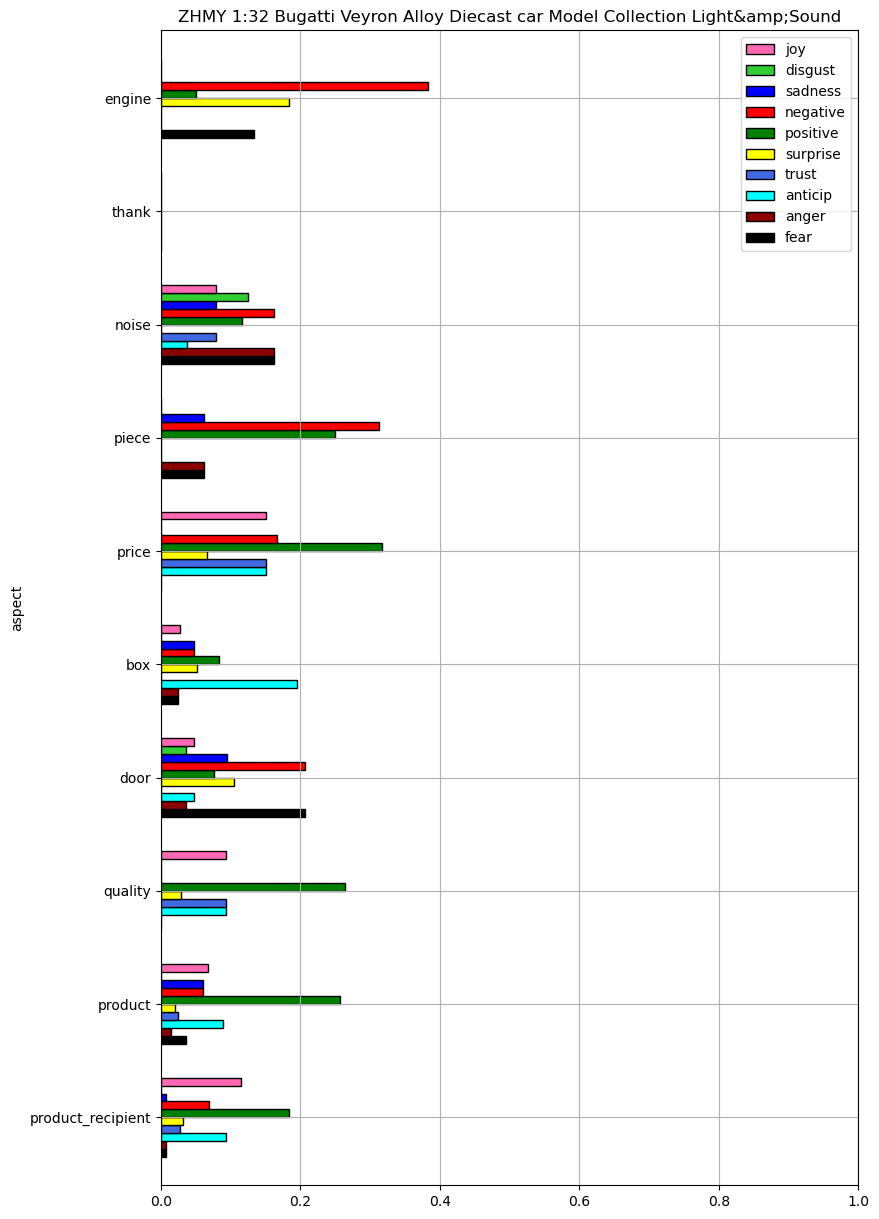 ZHMY 1:32 Bugatti Veyron Alloy Diecast car Model Collection Light&amp;Sound
joy
disgust
sadness
negative
positive
surprise
trust
anticip
anger
fear
engine
thank
noise
piece
price
box
door
quality
product
product_recipient
aspect
0.0 0.2 0.4 0.6 0.8 1.0